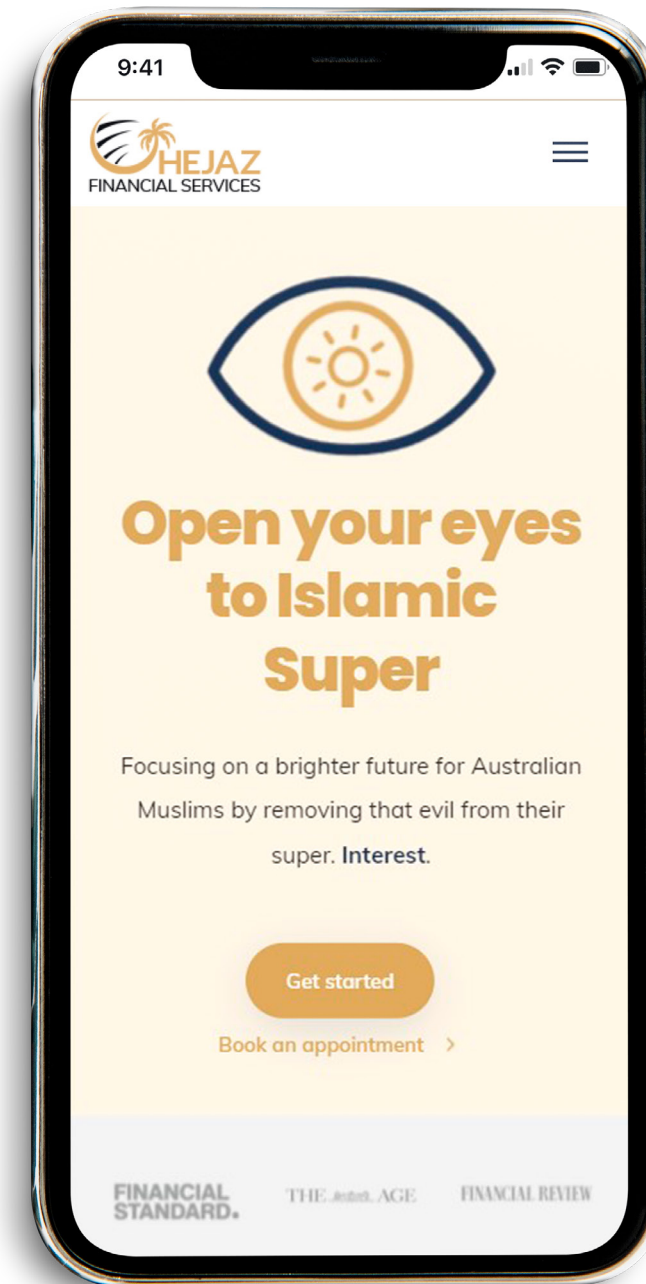 9:41
HEJAZ
FINANCIAL SERVICES
Open your eyes
to Islamic
Super
Focusing on a brighter future for Australian
Muslims by removing that evil from their
super. Interest.
Get started
Book an appointment
FINANCIAL
STANDARD.
THE AGE
FINANCIAL REVIEW